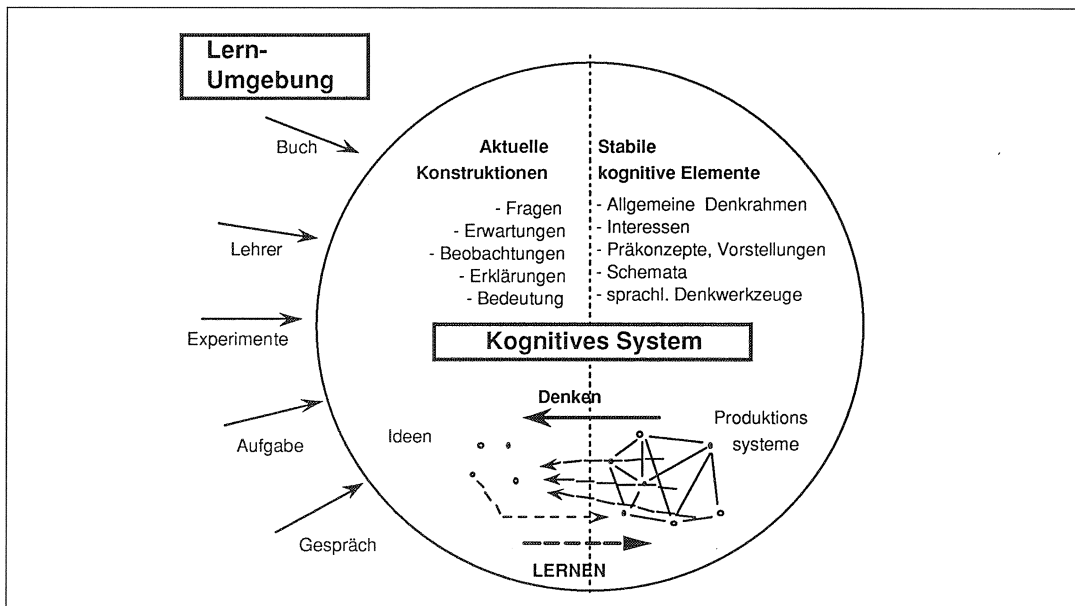 Lern-
Umgebung
Buch
Lehrer
Experimente
Aufgabe
Gespräch
Aktuelle
Konstruktionen
- Fragen
- Erwartungen
- Beobachtungen
- Erklärungen
- Bedeutung
Stabile
kognitive Elemente
- Allgemeine Denkrahmen
- Interessen
- Präkonzepte, Vorstellungen
- Schemata
- sprachl. Denkwerkzeuge
Kognitives System
Denken
Ideen
Produktions
systeme
LERNEN